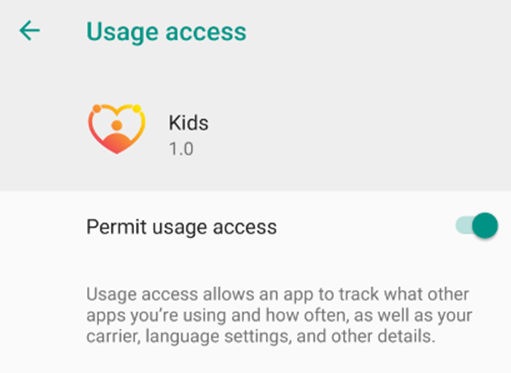 Usage access
Kids
1.0
Permit usage access
Usage access allows an app to track what other
apps you’re using and how often, as well as your
carrier, language settings, and other details.